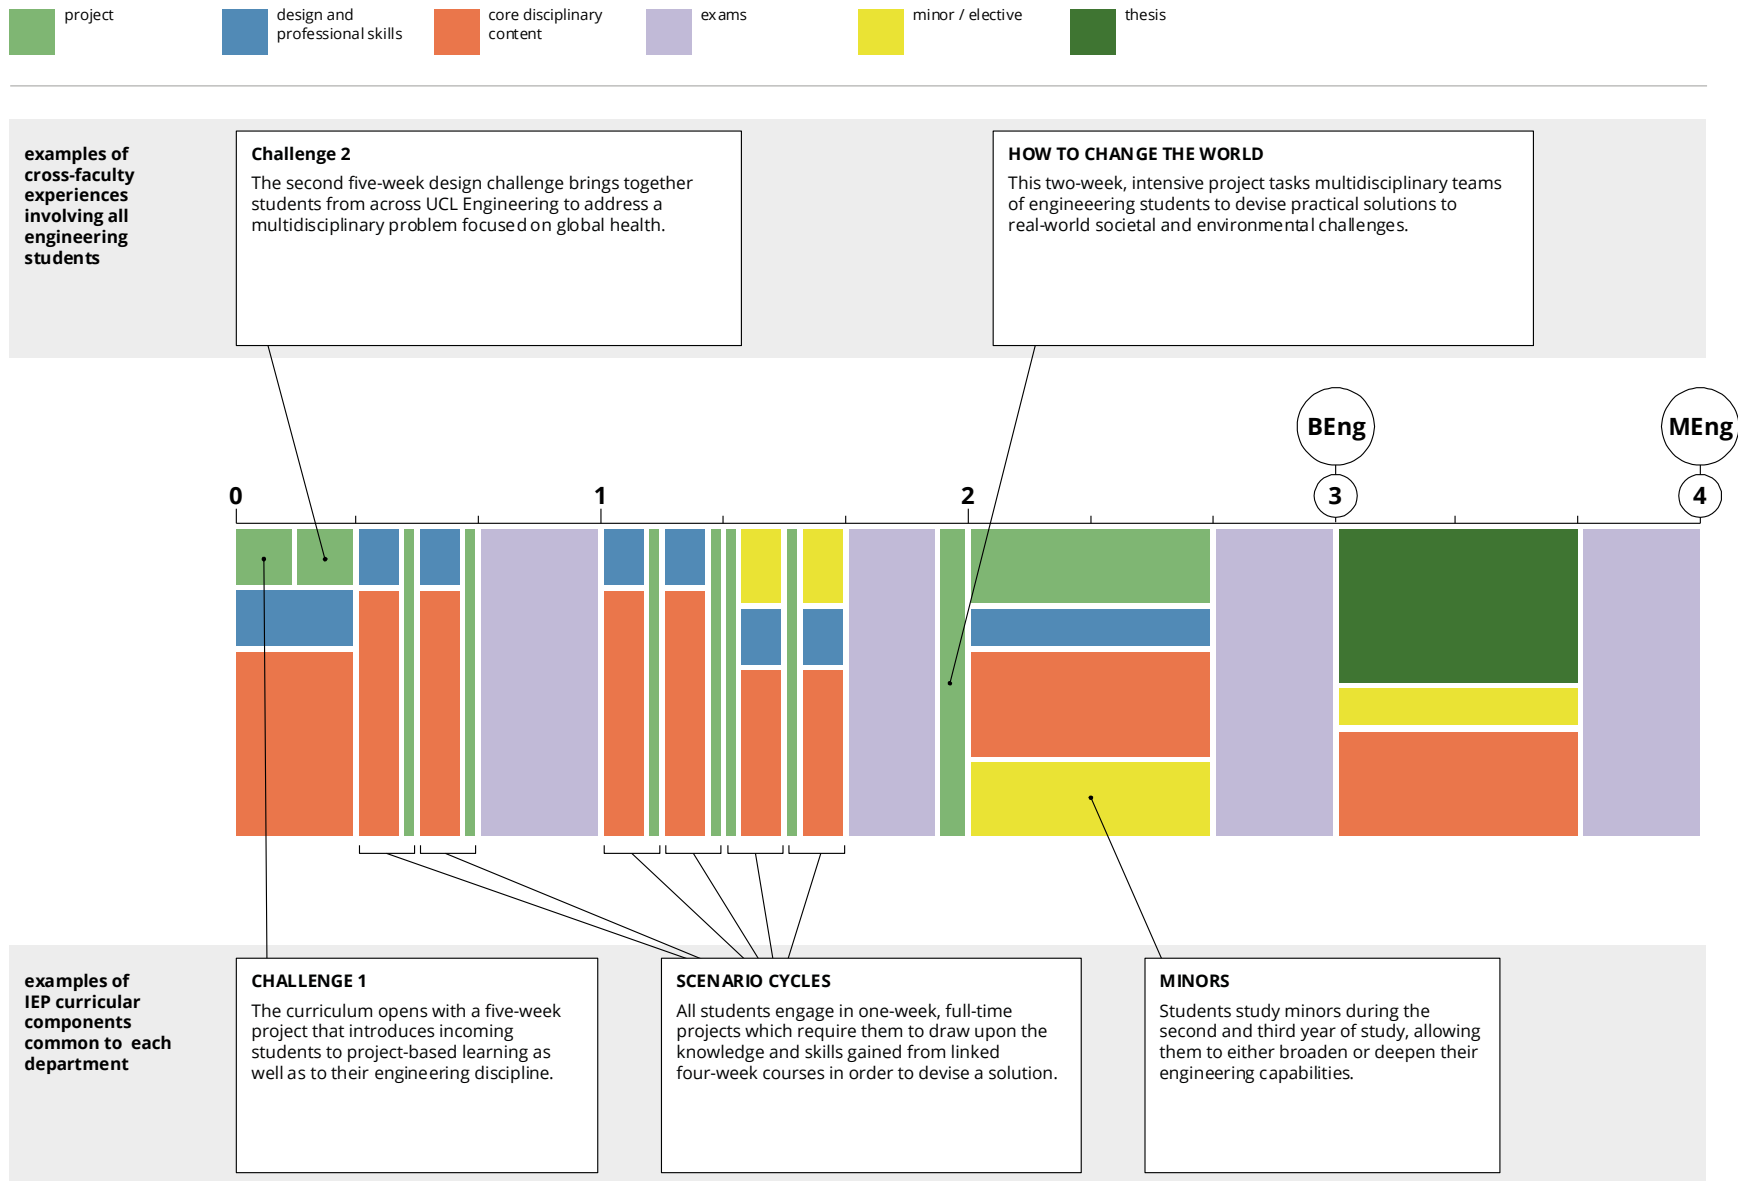 project
design and
professional skills
core disciplinary
content
exams
minor / elective
thesis
examples of
cross-faculty
experiences
involving all
engineering
students
Challenge 2
The second five-week design challenge brings together
students from across UCL Engineering to address a
multidisciplinary problem focused on global health.
HOW TO CHANGE THE WORLD
This two-week, intensive project tasks multidisciplinary teams
of engineeering students to devise practical solutions to
real-world societal and environmental challenges.
BEng
MEng
0
1
2
3
4
examples of
IEP curricular
components
common to each
department
CHALLENGE 1
The curriculum opens with a five-week
project that introduces incoming
students to project-based learning as
well as to their engineering discipline.
SCENARIO CYCLES
All students engage in one-week, full-time
projects which require them to draw upon the
knowledge and skills gained from linked
four-week courses in order to devise a solution.
MINORS
Students study minors during the
second and third year of study, allowing
them to either broaden or deepen their
engineering capabilities.